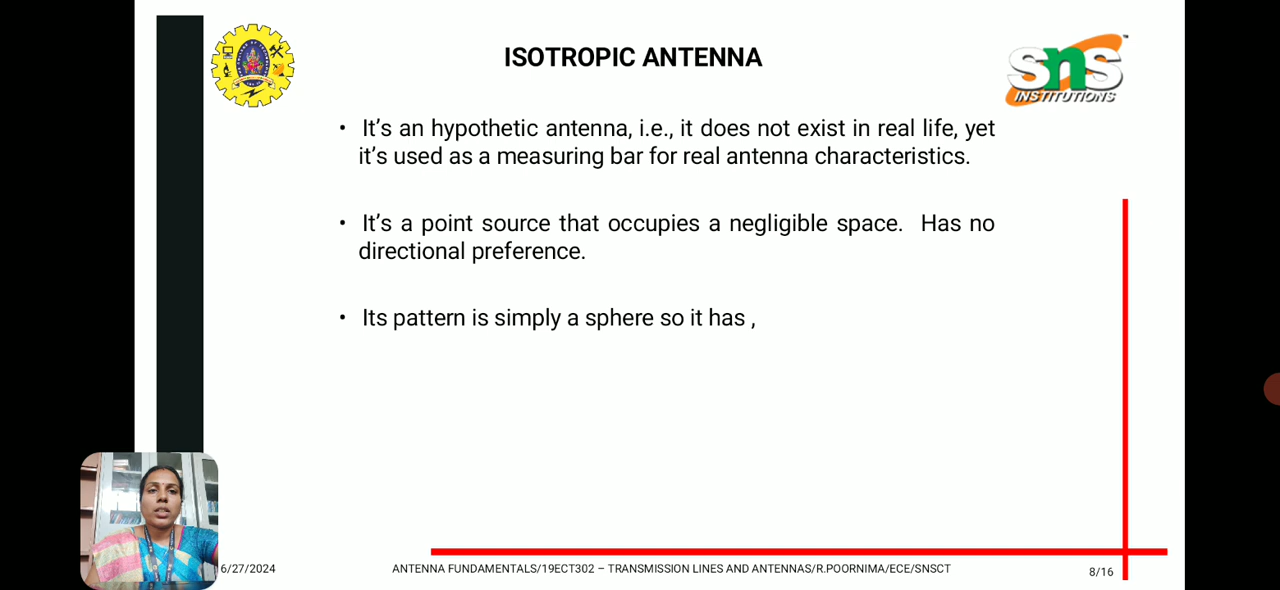 ISOTROPIC ANTENNA
SNS
INSTITUTIONS
• It’s an hypothetic antenna, i.e., it does not exist in real life, yet
it’s used as a measuring bar for real antenna characteristics.
• It’s a point source that occupies a negligible space. Has no
directional preference.
• Its pattern is simply a sphere so it has ,
6/27/2024
ANTENNA FUNDAMENTALS/19ECT302 – TRANSMISSION LINES AND ANTENNAS/R.POORNIMA/ECE/SNSCT
8/16